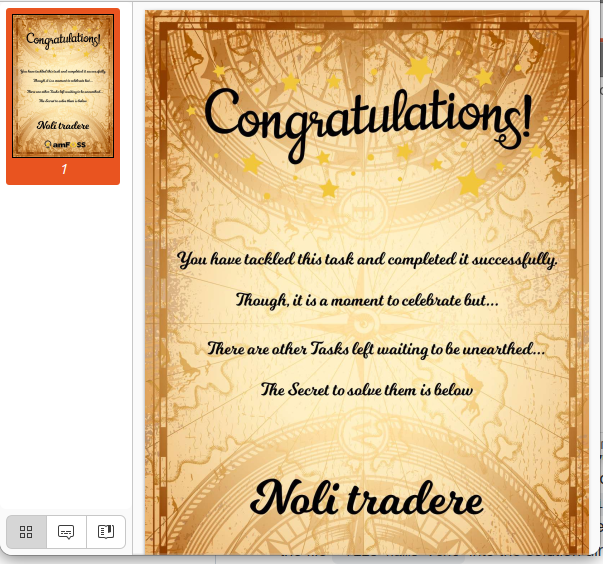 Congratulations!
You have tackled this task and completed it successfully.
Though, it is a moment to celebrate but...
There are other Tasks left waiting to be unearthed...
The Secret to solve them is below
Noli tradere
amF SS
1
Congratulations!
You have tackled this task and completed it successfully.
Though, it is a moment to celebrate but...
There are other Tasks left waiting to be unearthed...
The Secret to solve them is below
Noli tradere